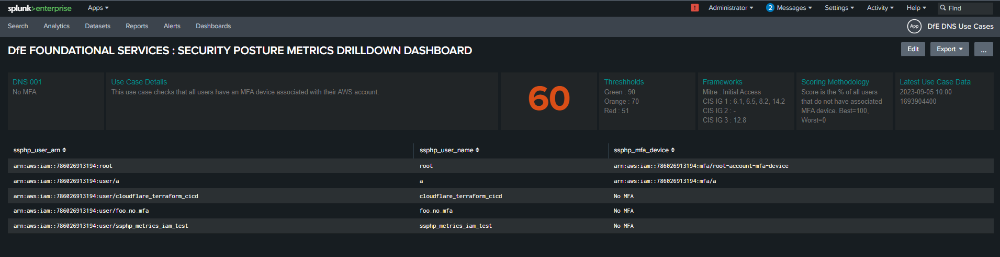 splunk>enterprise Apps Administrator 2 Messages Settings Activity Help Find
Search Analytics Datasets Reports Alerts Dashboards App DfE DNS Use Cases
DfE FOUNDATIONAL SERVICES : SECURITY POSTURE METRICS DRILLDOWN DASHBOARD Edit Export ...
DNS 001
No MFA
Use Case Details
This use case checks that all users have an MFA device associated with their AWS account.
60
Threshholds
Green : 90
Orange : 70
Red : 51
Frameworks
Mitre : Initial Access
CIS IG 1 : 6.1, 6.5, 8.2, 14.2
CIS IG 2 : -
CIS IG 3 : 12.8
Scoring Methodology
Score is the % of all users
that do not have associated
MFA device. Best=100,
Worst=0
Latest Use Case Data
2023-09-05 10:00
1693904400
ssphp_user_arn ssphp_user_name ssphp_mfa_device
arn:aws:iam::786026913194:root root arn:aws:iam::786026913194:mfa/root-account-mfa-device
arn:aws:iam::786026913194:user/a a arn:aws:iam::786026913194:mfa/a
arn:aws:iam::786026913194:user/cloudflare_terraform_cicd cloudflare_terraform_cicd No MFA
arn:aws:iam::786026913194:user/foo_no_mfa foo_no_mfa No MFA
arn:aws:iam::786026913194:user/ssphp_metrics_iam_test ssphp_metrics_iam_test No MFA